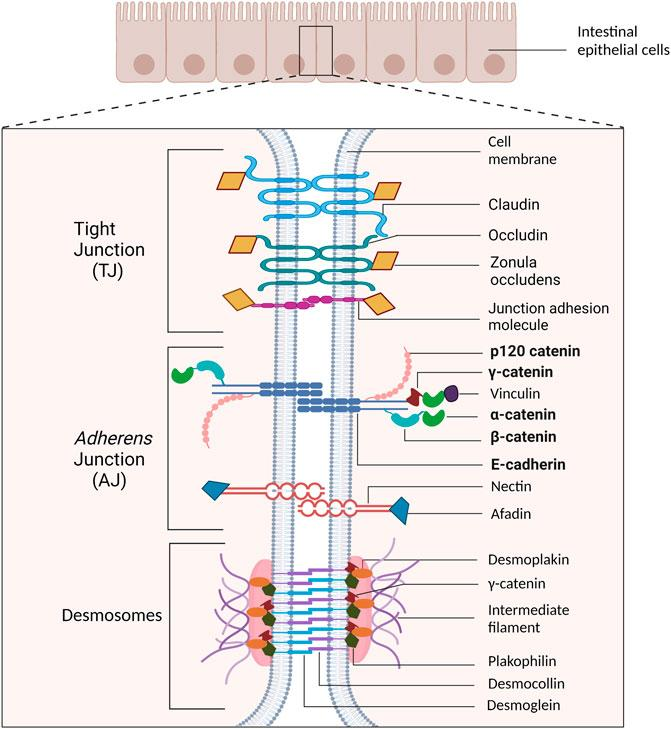 Intestinal
epithelial cells
Cell
membrane
Claudin
Occludin
Zonula
occludens
Junction adhesion
molecule
Tight
Junction
(TJ)
p120 catenin
γ-catenin
Vinculin
α-catenin
β-catenin
E-cadherin
Nectin
Afadin
Adherens
Junction
(AJ)
Desmoplakin
γ-catenin
Intermediate
filament
Plakophilin
Desmocollin
Desmoglein
Desmosomes